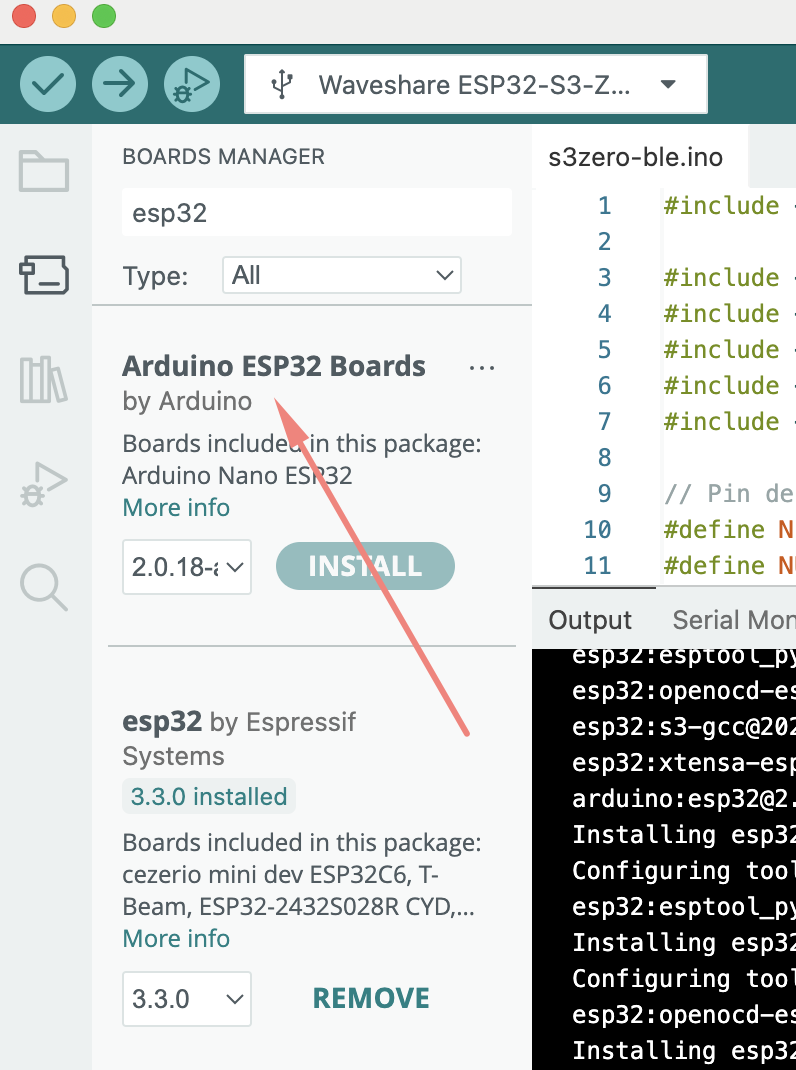 Waveshare ESP32-S3-Z...
BOARDS MANAGER
esp32
Type:
All
Arduino ESP32 Boards
...
by Arduino
Boards included in this package:
Arduino Nano ESP32
More info
2.0.18-a
INSTALL
esp32 by Espressif
Systems
3.3.0 installed
Boards included in this package:
cezerio mini dev ESP32C6, T-
Beam, ESP32-2432S028R CYD,...
More info
3.3.0
REMOVE
s3zero-ble.ino
1 #include
2
3 #include
4 #include
5 #include
6 #include
7 #include
8
9 // Pin de
10 #define N
11 #define NU
Output
Serial Mon
esp32:esptool_py
esp32:openocd-es
esp32:s3-gcc@202
esp32:xtensa-esp
arduino:esp32@2.
Installing esp32
Configuring tool
esp32:esptool_py
Installing esp32
Configuring tool
esp32:openocd-es
Installing esp32